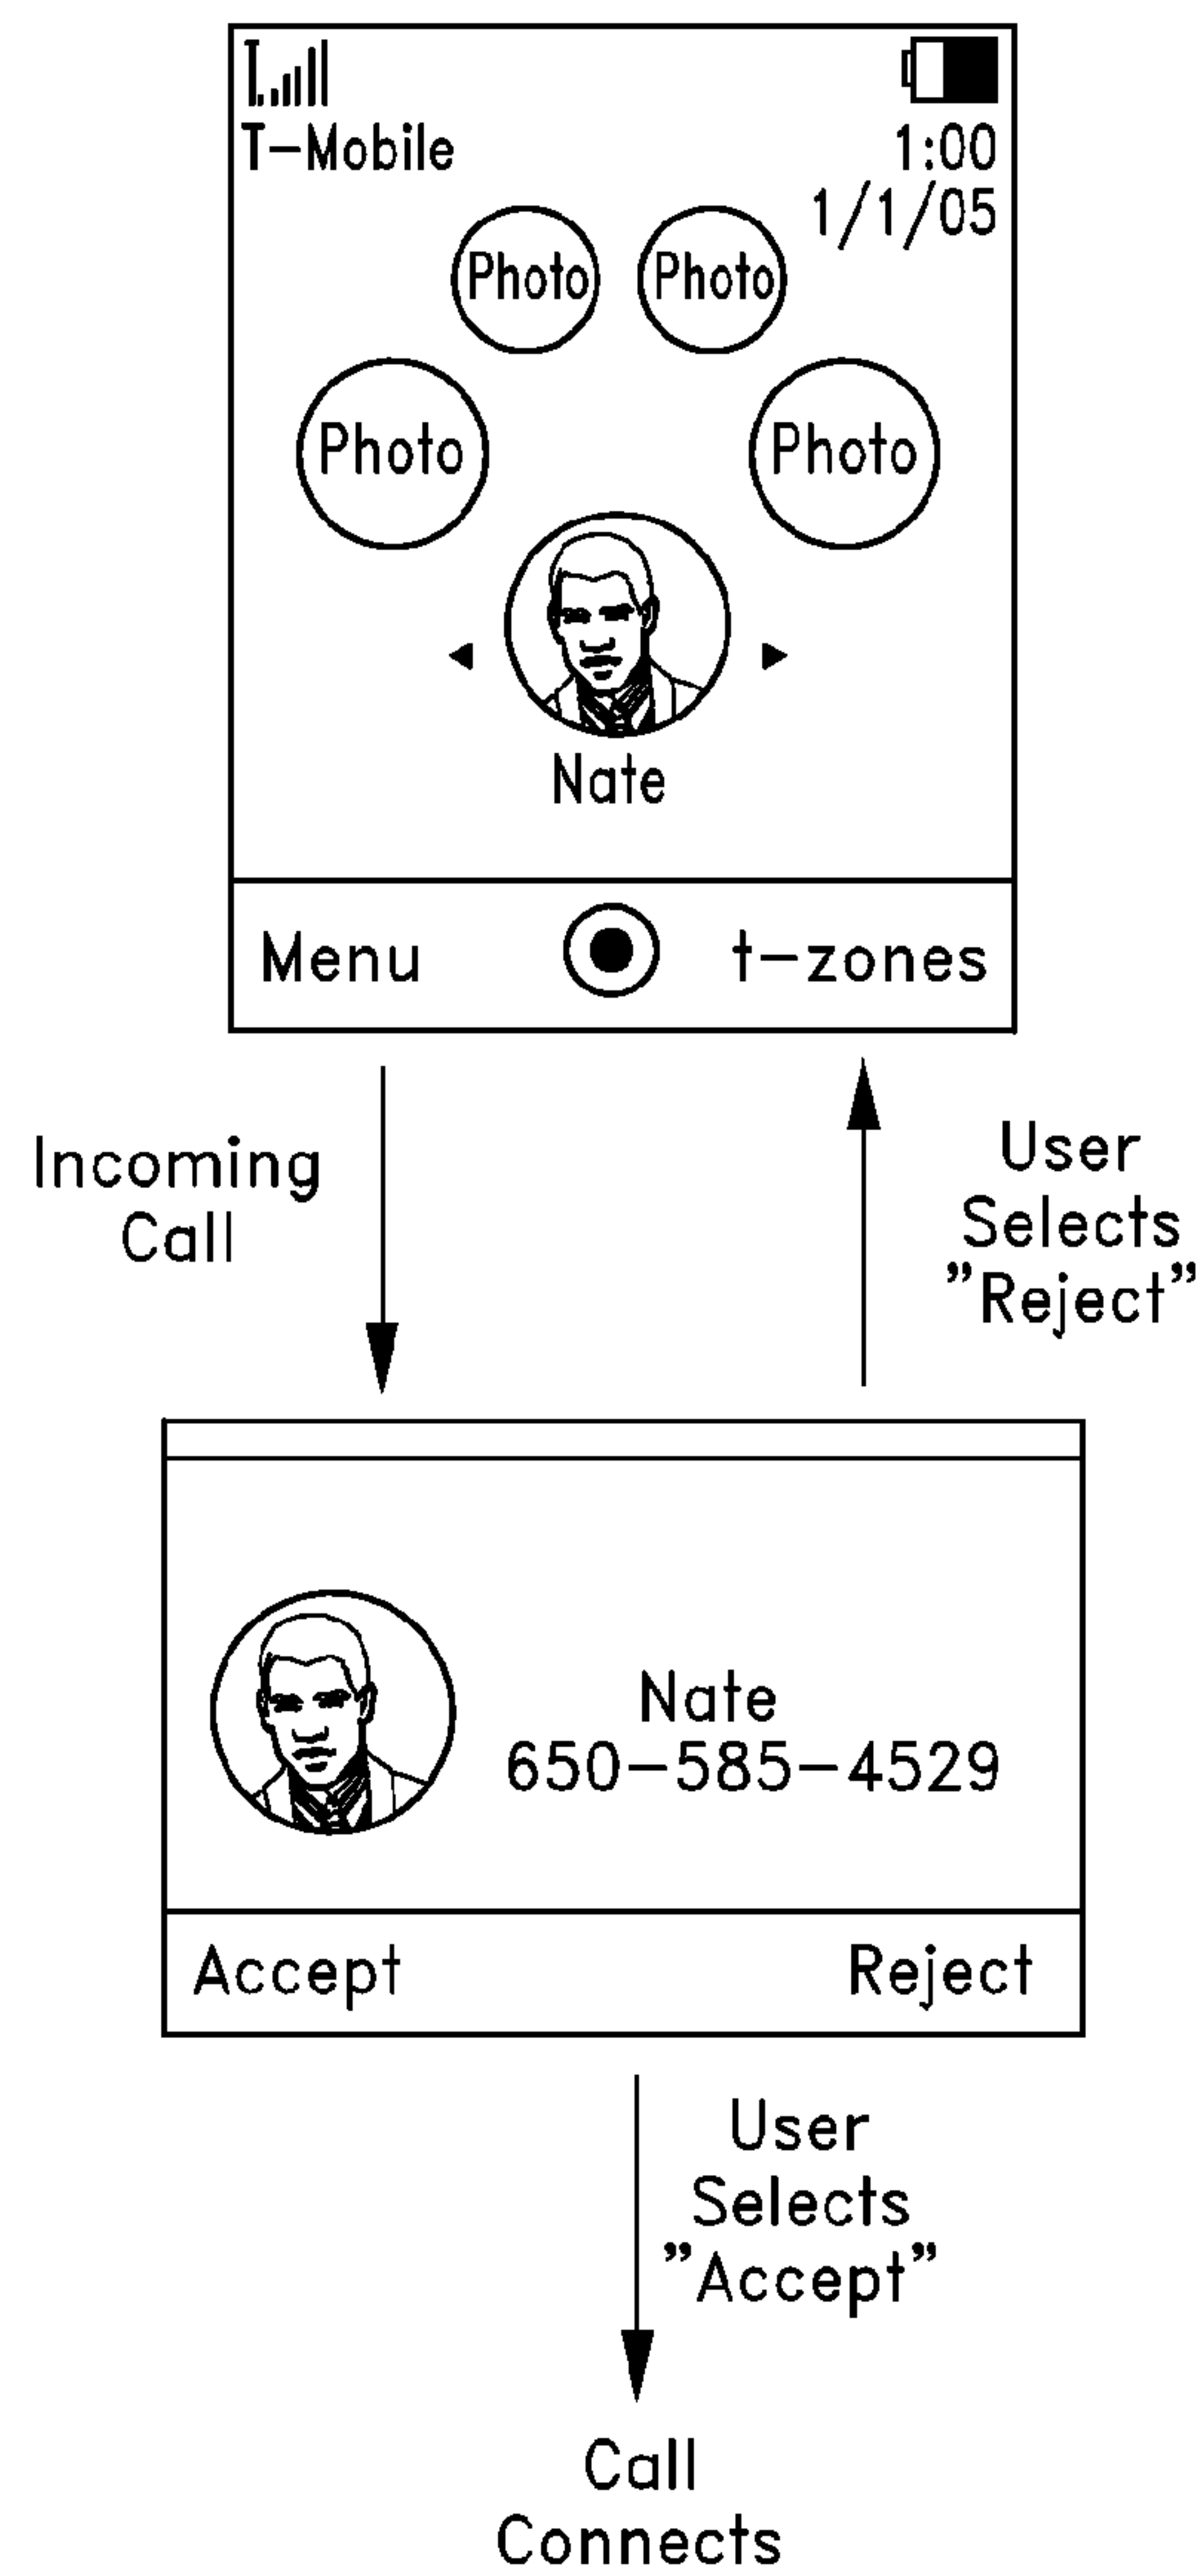 T-Mobile
1:00
1/1/05
Photo Photo
Photo Photo
Nate
Menu t-zones
Incoming
Call
User
Selects
"Reject"
Nate
650-585-4529
Accept Reject
User
Selects
"Accept"
Call
Connects